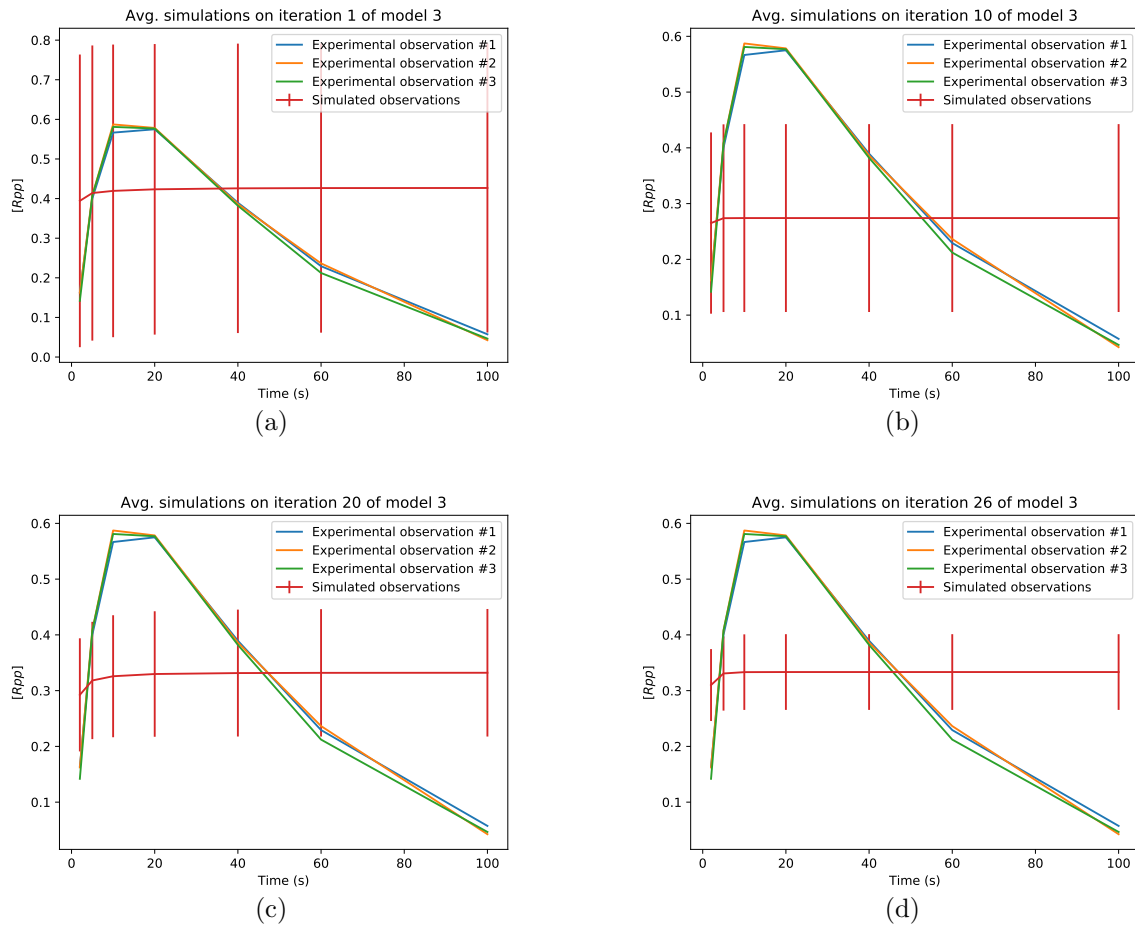 Avg. simulations on iteration 1 of model 3
Experimental observation #1
Experimental observation #2
Experimental observation #3
Simulated observations
0.8
0.7
0.6
0.5
0.4
0.3
0.2
0.1
0.0
[Rpp]
0 20 40 60 80 100
Time (s)
(a)
Avg. simulations on iteration 10 of model 3
Experimental observation #1
Experimental observation #2
Experimental observation #3
Simulated observations
0.6
0.5
0.4
0.3
0.2
0.1
[Rpp]
0 20 40 60 80 100
Time (s)
(b)
Avg. simulations on iteration 20 of model 3
Experimental observation #1
Experimental observation #2
Experimental observation #3
Simulated observations
0.6
0.5
0.4
0.3
0.2
0.1
[Rpp]
0 20 40 60 80 100
Time (s)
(c)
Avg. simulations on iteration 26 of model 3
Experimental observation #1
Experimental observation #2
Experimental observation #3
Simulated observations
0.6
0.5
0.4
0.3
0.2
0.1
[Rpp]
0 20 40 60 80 100
Time (s)
(d)